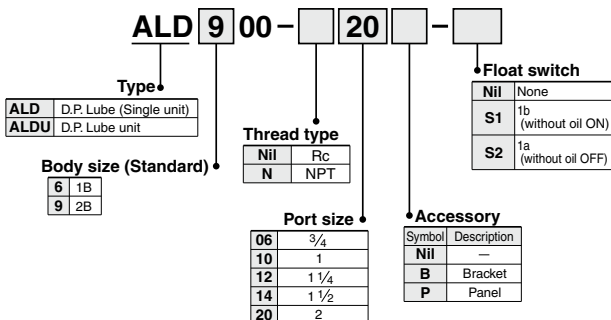 ALD 9 00 – 20 –
Type
ALD D.P. Lube (Single unit)
ALDU D.P. Lube unit
Body size (Standard)
6 1B
9 2B
Thread type
Nil Rc
N NPT
Port size
06 3/4
10 1
12 1 1/4
14 1 1/2
20 2
Accessory
Symbol Description
Nil —
B Bracket
P Panel
Float switch
Nil None
S1 1b
(without oil ON)
S2 1a
(without oil OFF)